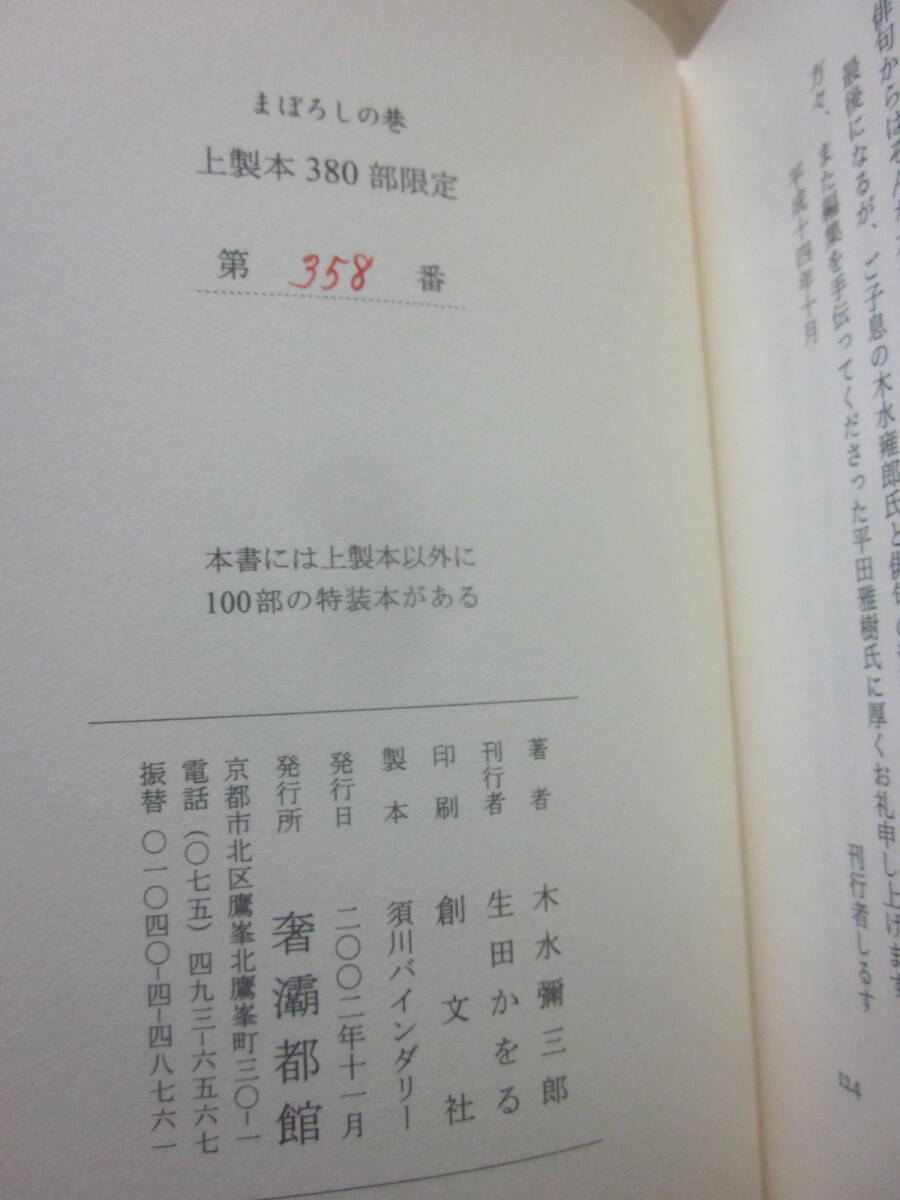 最後になるが、ご子息の木水雍郎氏と
方々、また編集を手伝ってくださった平田雅樹氏に厚くお礼申し上げます
平成十四年十月
刊行者しるす
124
まぼろしの巷
上製本 380 部限定
第 358 番
本書には上製本以外に
100部の特装本がある
著者 木水彌三郎
刊行者 生田かをる
印刷 創文社
製本 須川バインダリー
発行日 二〇〇二年十一月
発行所 奢灞都館
京都市北区鷹峯北鷹峯町三〇-一
電話(〇七五)四九三-六五六七
振替 〇一〇四〇-四-四八七六一